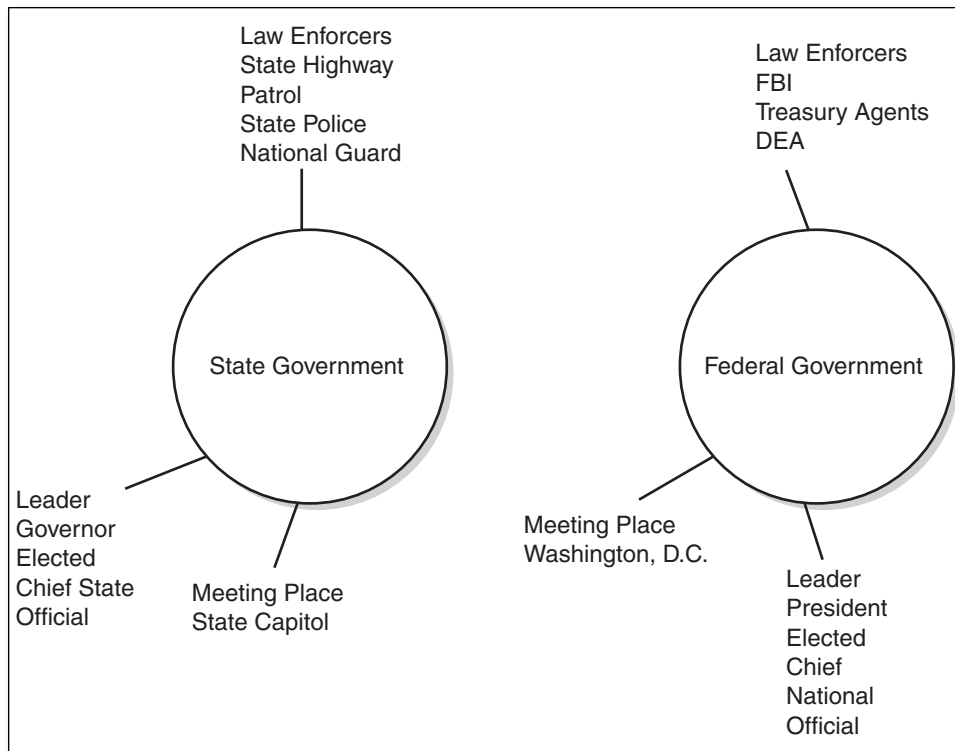 Law Enforcers
State Highway
Patrol
State Police
National Guard
State Government
Leader
Governor
Elected
Chief State
Official
Meeting Place
State Capitol
Law Enforcers
FBI
Treasury Agents
DEA
Federal Government
Meeting Place
Washington, D.C.
Leader
President
Elected
Chief
National
Official